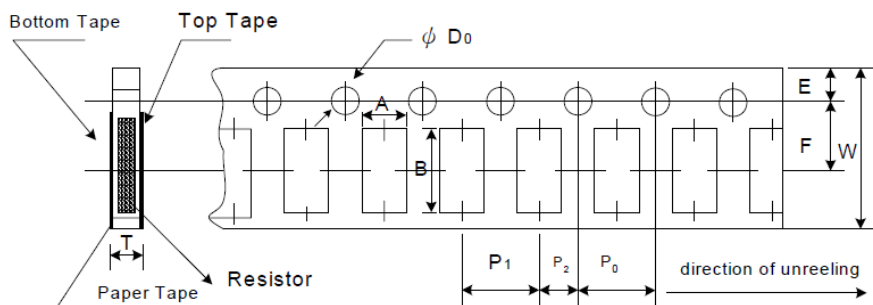 Bottom Tape
Top Tape
ϕ D0
E
A
F
W
B
T
P1
P2
P0
direction of unreeling
Resistor
Paper Tape